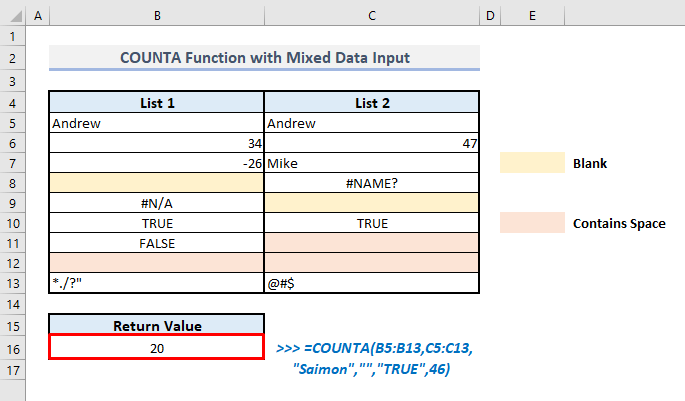 A B C D E
1
2 COUNTA Function with Mixed Data Input
3
4 List 1 List 2
5 Andrew Andrew
6 34 47
7 -26 Mike Blank
8 #NAME?
9 #N/A
10 TRUE TRUE Contains Space
11 FALSE
12
13 *./?" @#$
14
15 Return Value
16 20 >>> =COUNTA(B5:B13,C5:C13,
17 "Saimon","","TRUE",46)